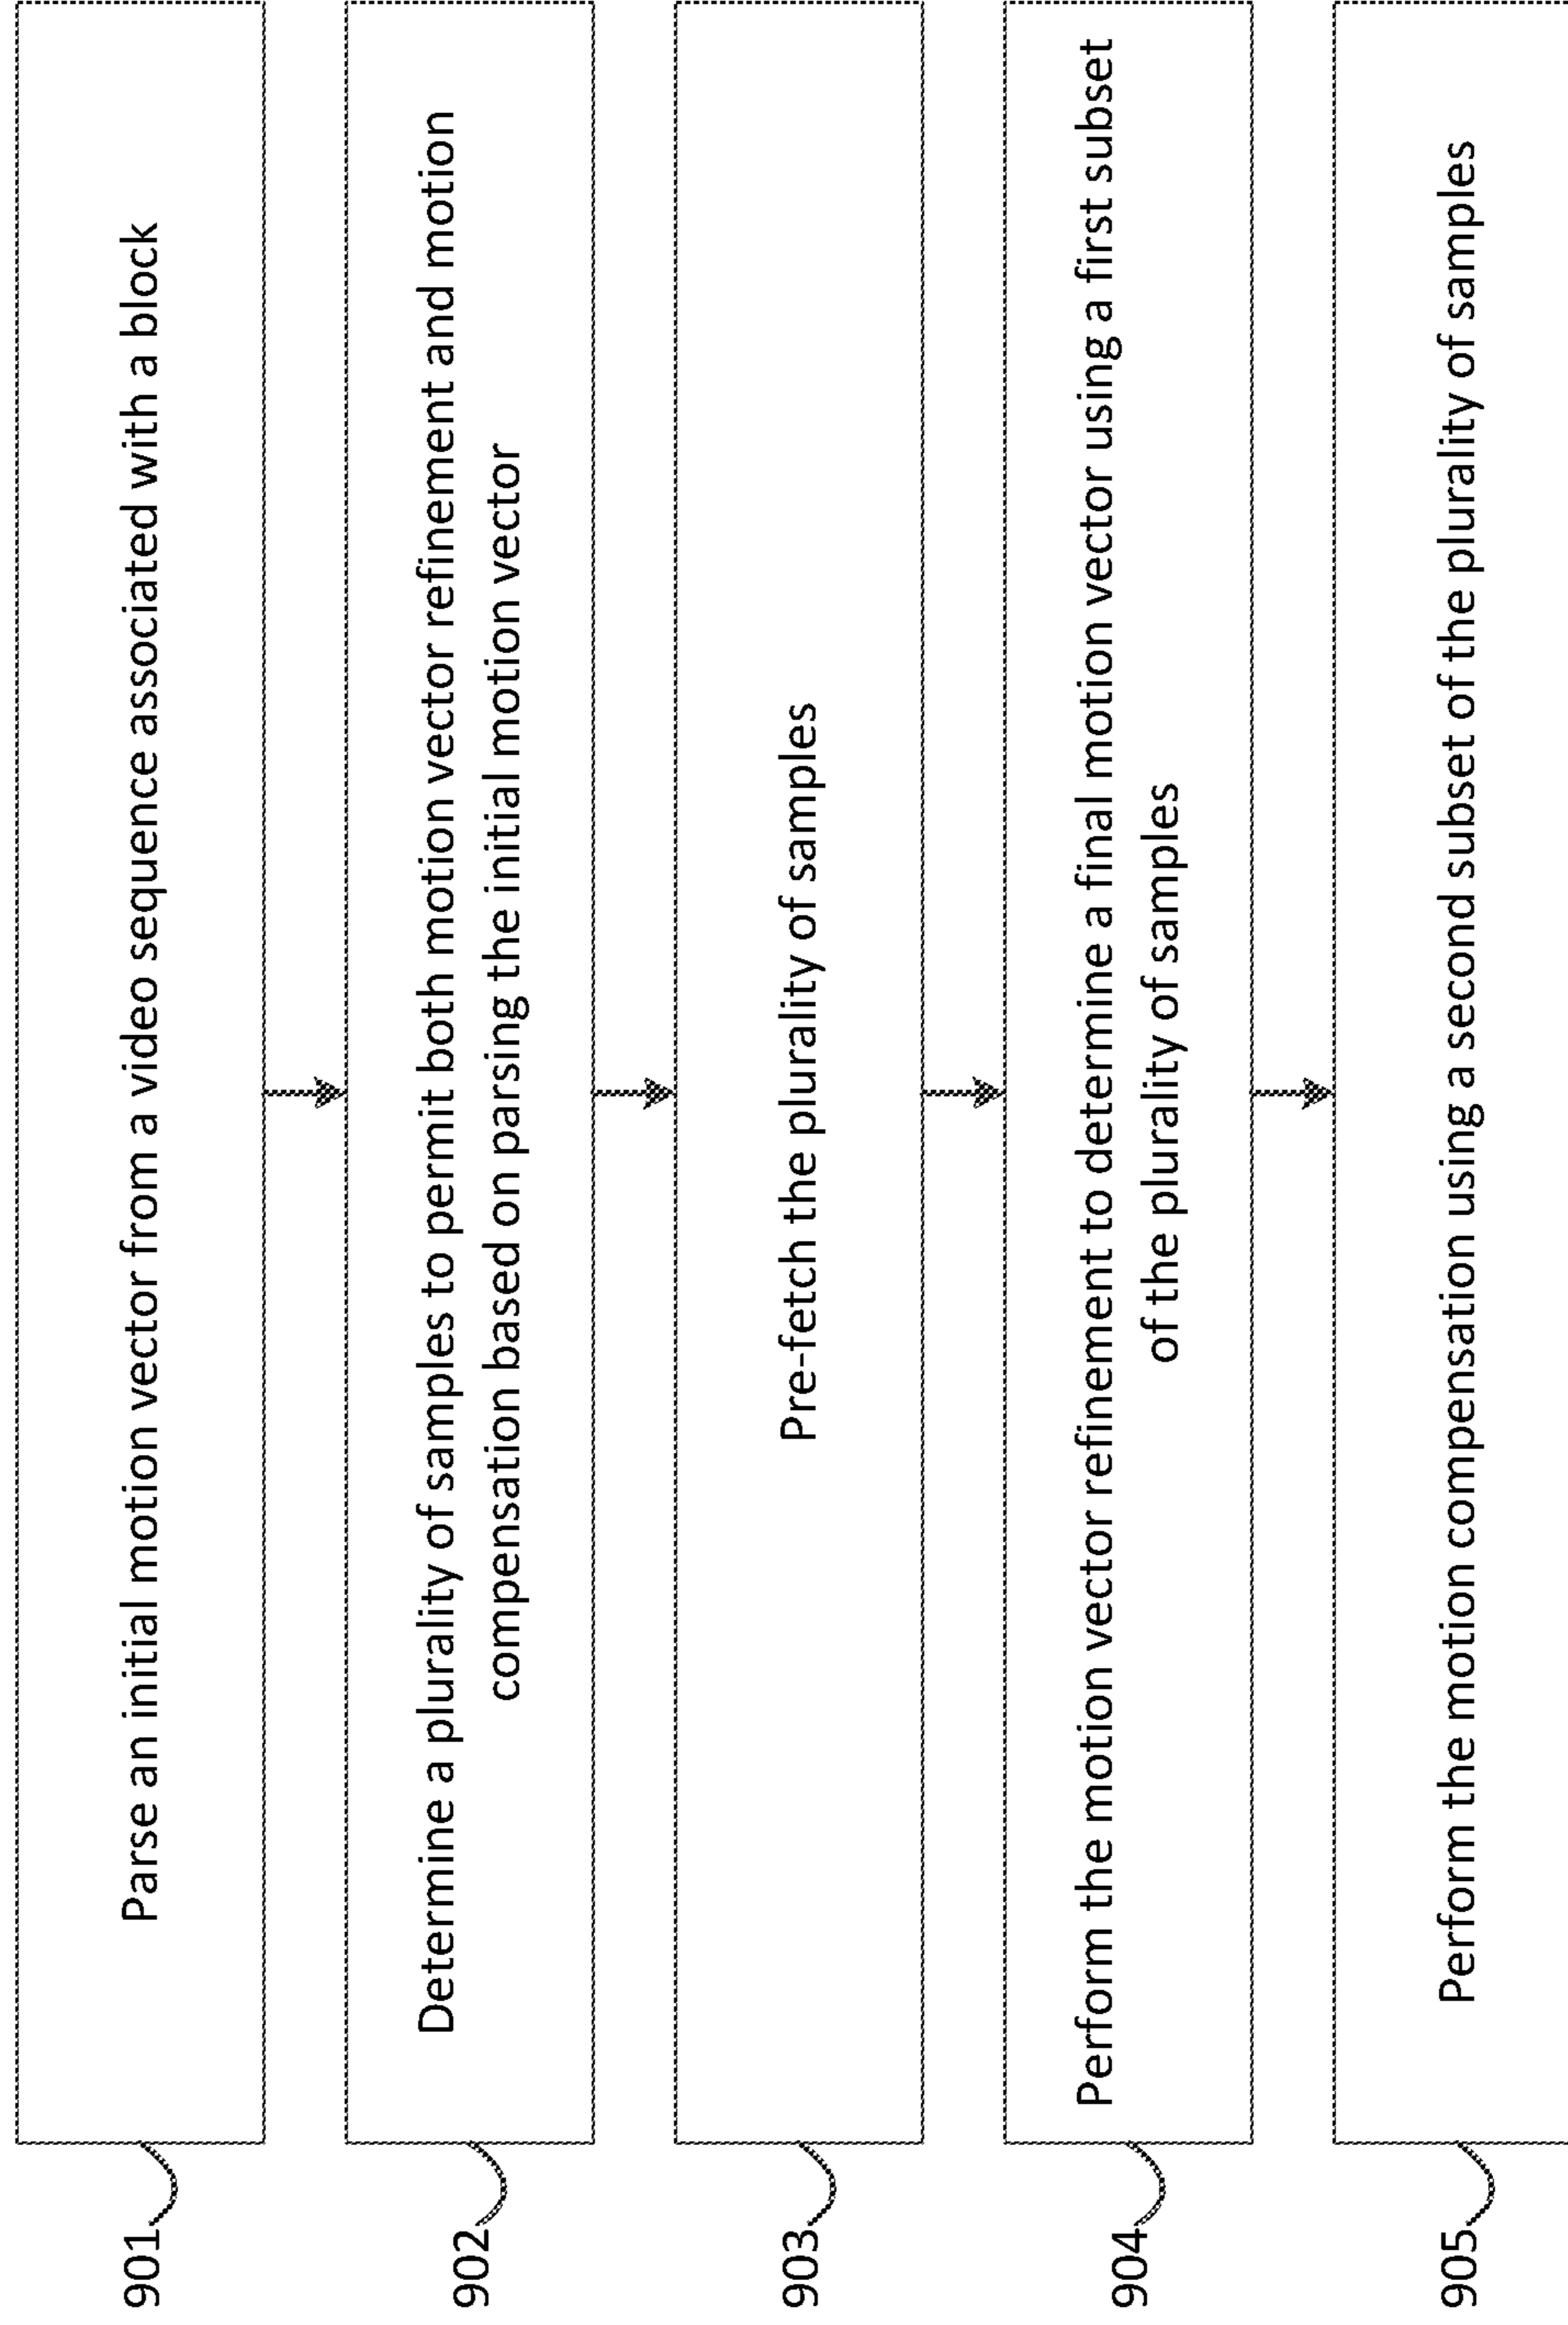 901
Parse an initial motion vector from a video sequence associated with a block
902
Determine a plurality of samples to permit both motion vector refinement and motion
compensation based on parsing the initial motion vector
903
Pre-fetch the plurality of samples
904
Perform the motion vector refinement to determine a final motion vector using a first subset
of the plurality of samples
905
Perform the motion compensation using a second subset of the plurality of samples